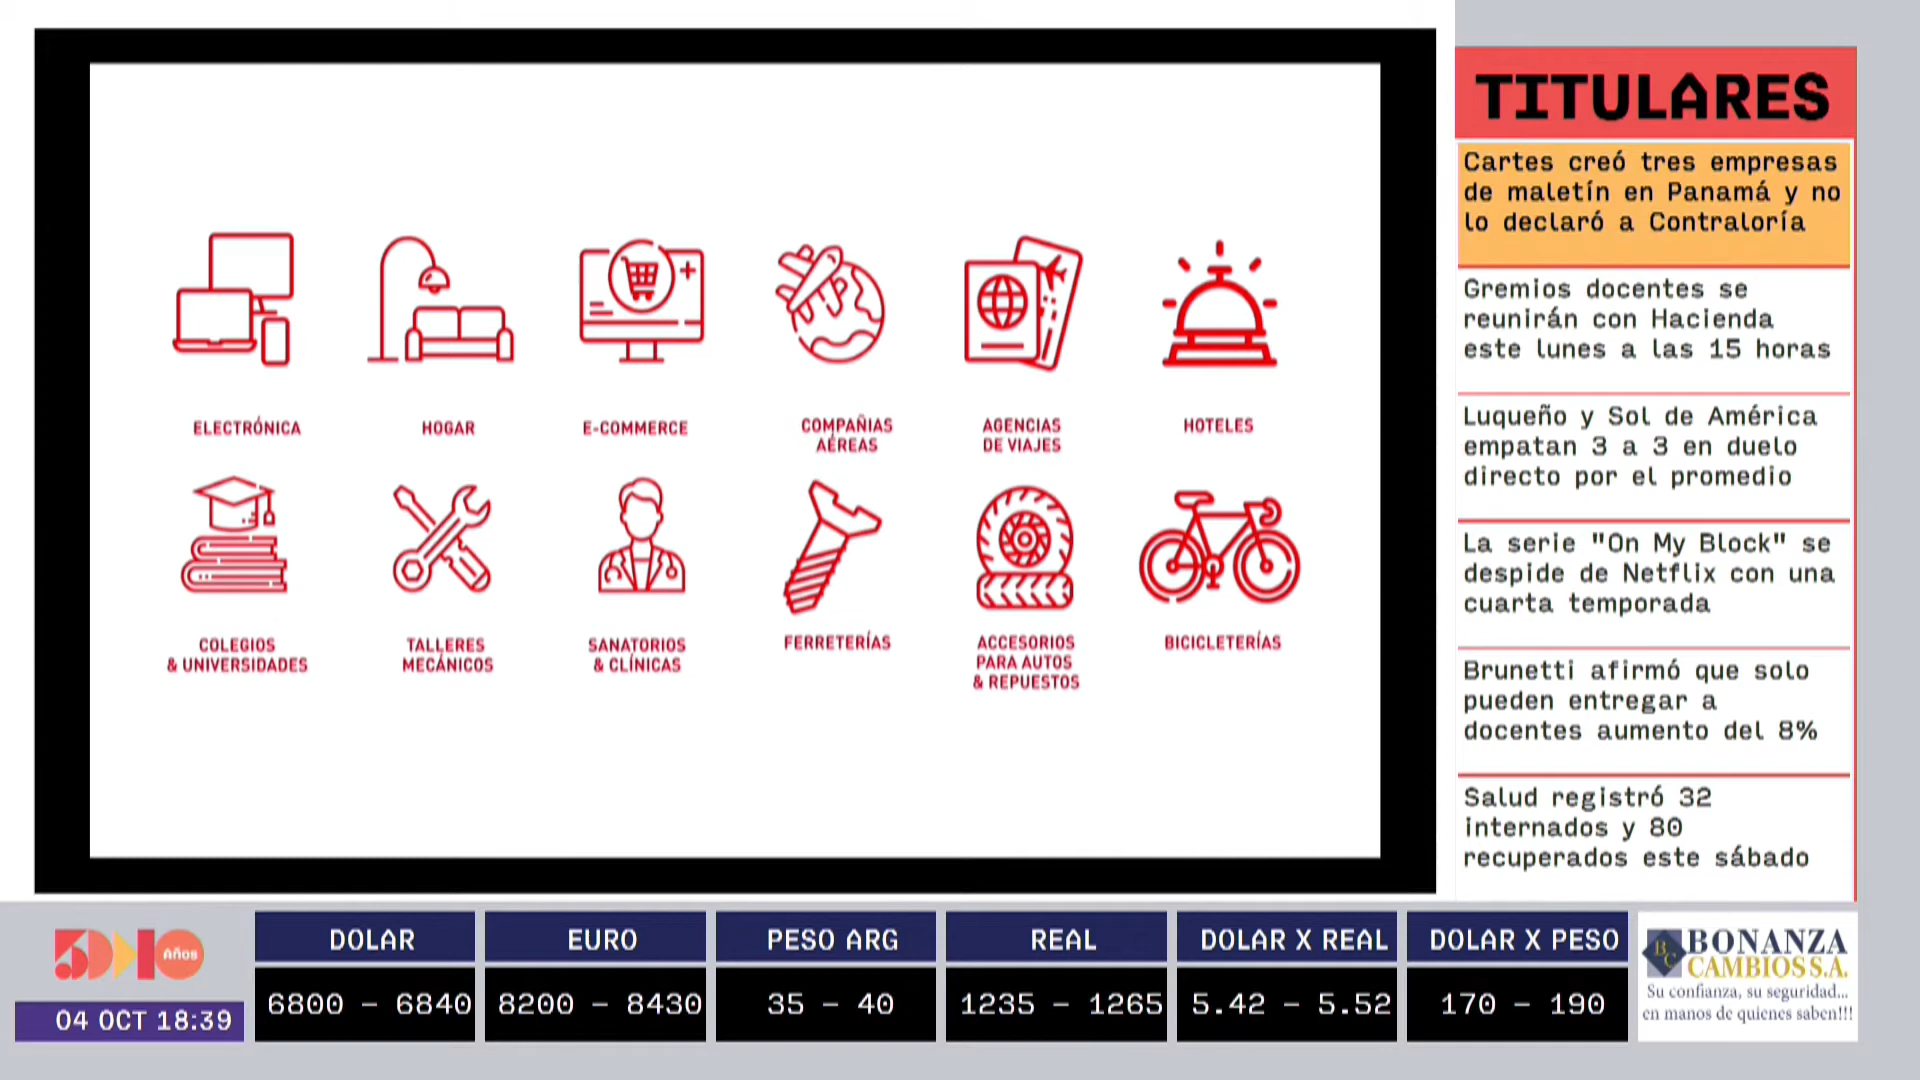 ELECTRÓNICA
HOGAR
E-COMMERCE
COMPAÑIAS
AÉREAS
AGENCIAS
DE VIAJES
HOTELES
COLEGIOS
& UNIVERSIDADES
TALLERES
MECÁNICOS
SANATORIOS
& CLÍNICAS
FERRETERÍAS
ACCESORIOS
PARA AUTOS
& REPUESTOS
BICICLETERÍAS
TITULARES
Cartes creó tres empresas
de maletín en Panamá y no
lo declaró a Contraloría
Gremios docentes se
reunirán con Hacienda
este lunes a las 15 horas
Luqueño y Sol de América
empatan 3 a 3 en duelo
directo por el promedio
La serie "On My Block" se
despide de Netflix con una
cuarta temporada
Brunetti afirmó que solo
pueden entregar a
docentes aumento del 8%
Salud registró 32
internados y 80
recuperados este sábado
5D10 Años
04 OCT 18:39
DOLAR
6800 - 6840
EURO
8200 - 8430
PESO ARG
35 - 40
REAL
1235 - 1265
DOLAR X REAL
5.42 - 5.52
DOLAR X PESO
170 - 190
BC
BONANZA
CAMBIOS S.A.
Su confianza, su seguridad...
en manos de quienes saben!!!